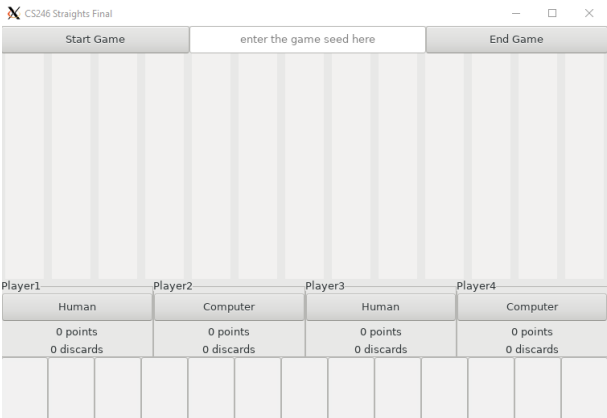 CS246 Straights Final
Start Game
enter the game seed here
End Game
Player1
Player2
Player3
Player4
Human
Computer
Human
Computer
0 points
0 points
0 points
0 points
0 discards
0 discards
0 discards
0 discards